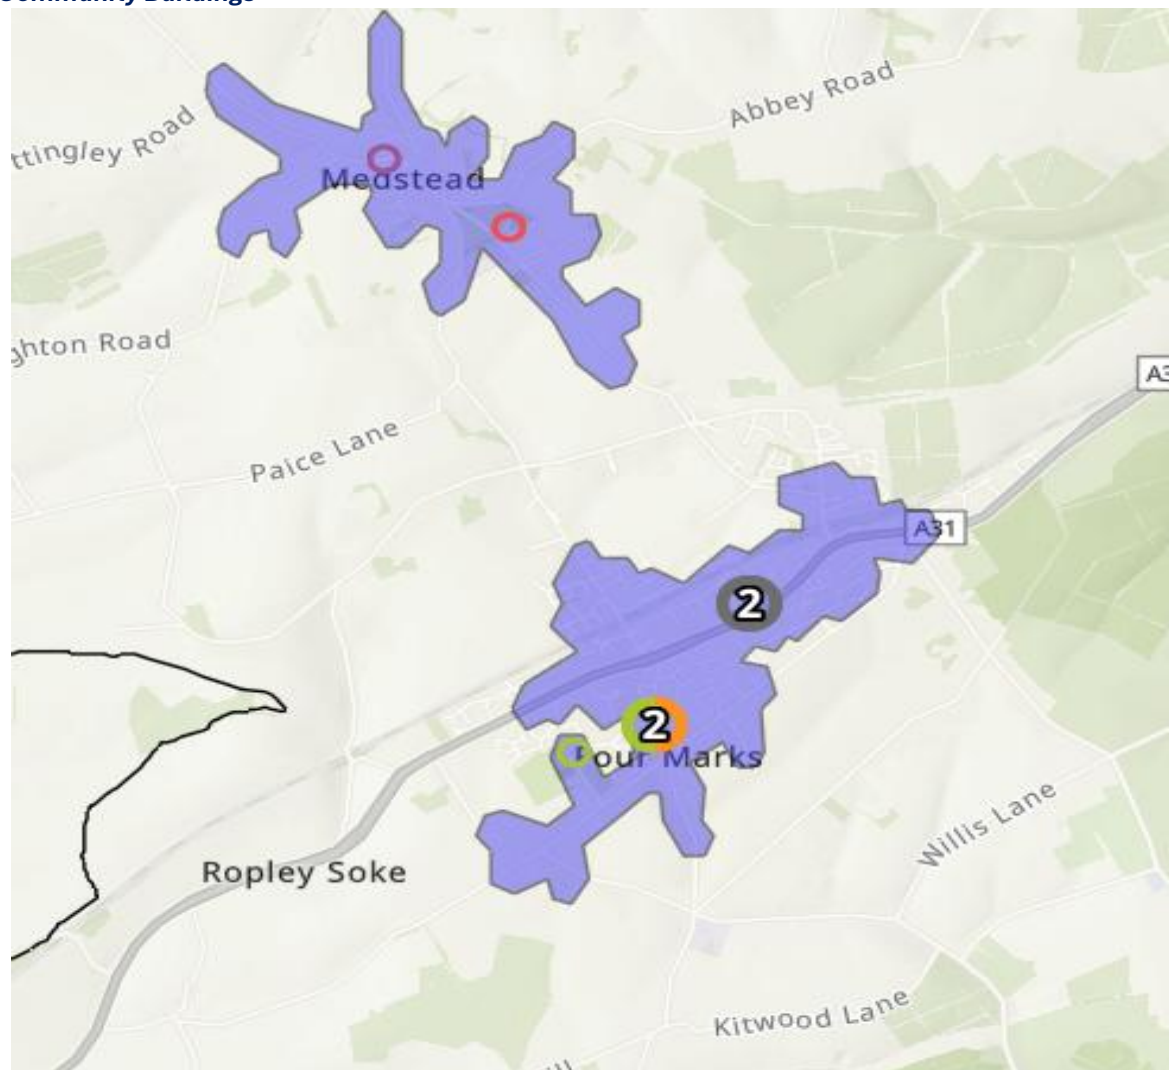 Community Buildings
Abbey Road
ttingley Road
Medstead
ghton Road
A3
Paice Lane
A31
2
2
Four Marks
Willis Lane
Ropley Soke
Kitwood Lane